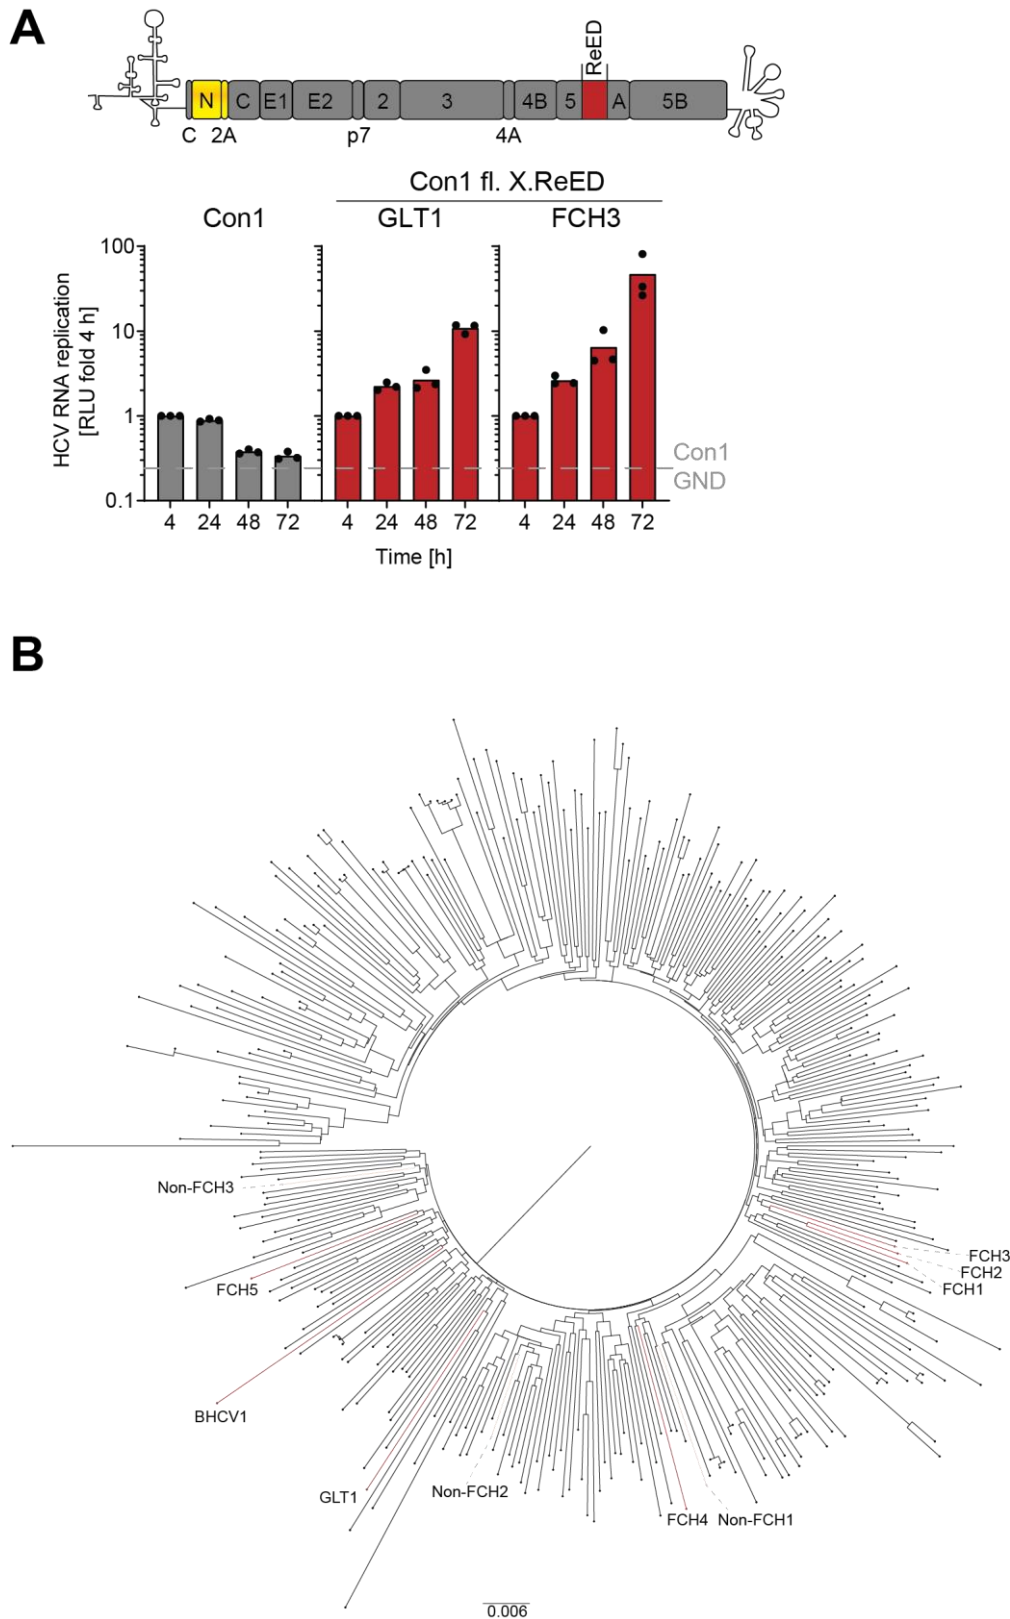 A
ReED
N C E1 E2 2 3 4B 5 A 5B
C 2A p7 4A
Con1 fl. X.ReED
Con1 GLT1 FCH3
HCV RNA replication
[RLU fold 4 h]
100
10
1
0.1
Con1
GND
4 24 48 72 4 24 48 72 4 24 48 72
Time [h]
B
Non-FCH3
FCH3
FCH2
FCH1
FCH5
BHCV1
GLT1
Non-FCH2
FCH4 Non-FCH1
0.006